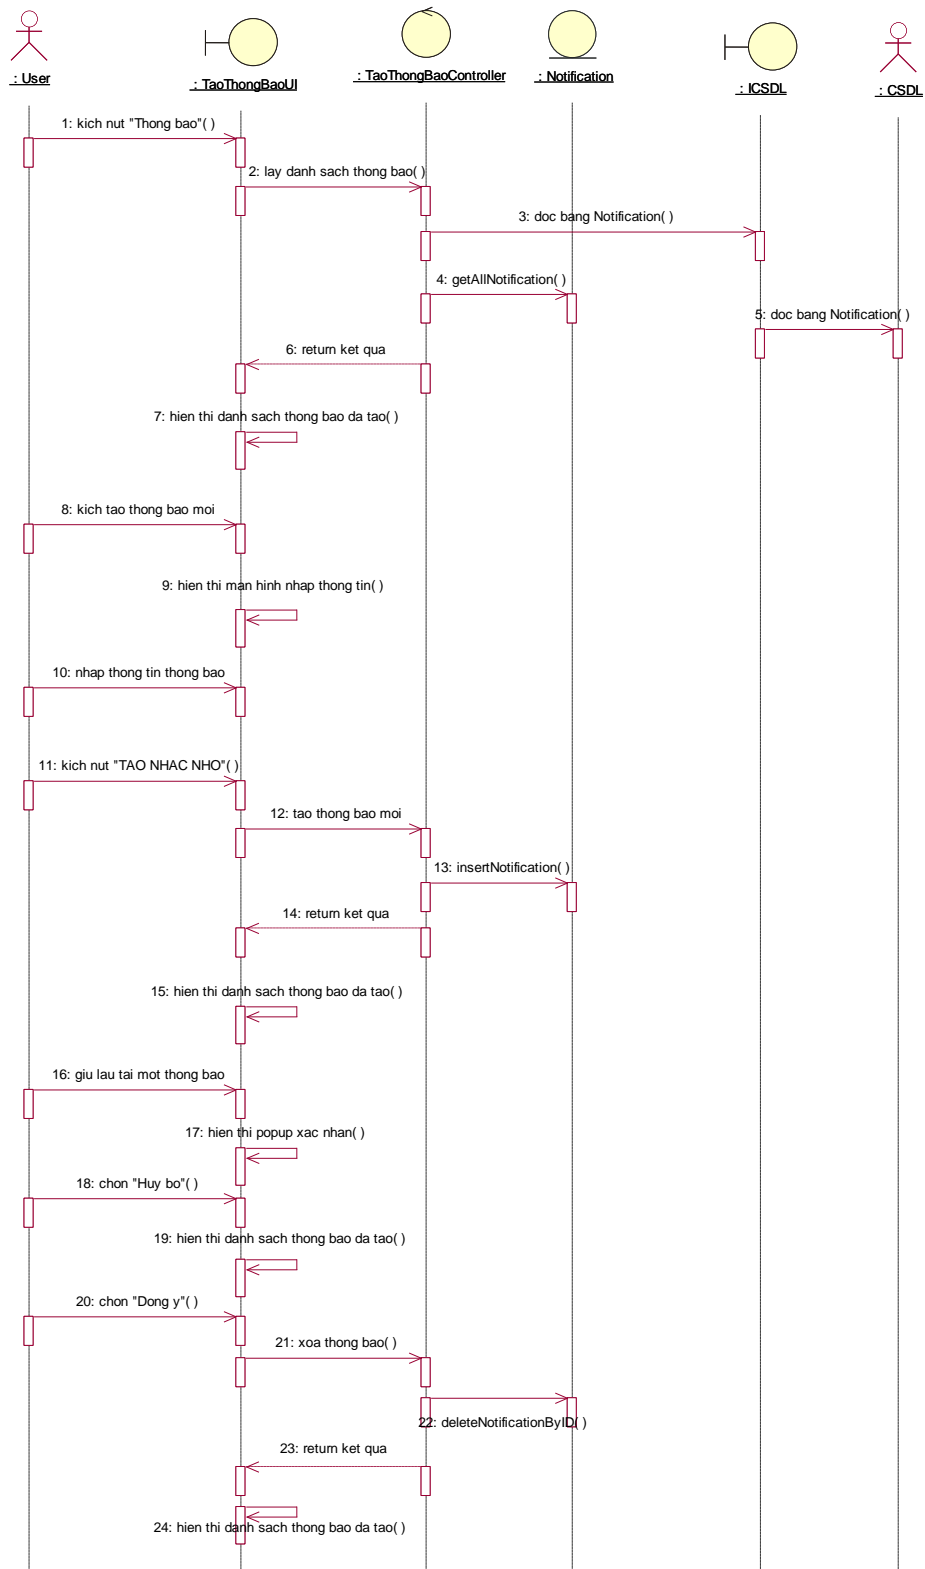 : User
: TaoThongBaoUI
: TaoThongBaoController
: Notification
: ICSDL
: CSDL
1: kich nut "Thong bao"( )
2: lay danh sach thong bao( )
3: doc bang Notification( )
4: getAllNotification( )
5: doc bang Notification( )
6: return ket qua
7: hien thi danh sach thong bao da tao( )
8: kich tao thong bao moi
9: hien thi man hinh nhap thong tin( )
10: nhap thong tin thong bao
11: kich nut "TAO NHAC NHO"( )
12: tao thong bao moi
13: insertNotification( )
14: return ket qua
15: hien thi danh sach thong bao da tao( )
16: giu lau tai mot thong bao
17: hien thi popup xac nhan( )
18: chon "Huy bo"( )
19: hien thi danh sach thong bao da tao( )
20: chon "Dong y"( )
21: xoa thong bao( )
22: deleteNotificationByID( )
23: return ket qua
24: hien thi danh sach thong bao da tao( )